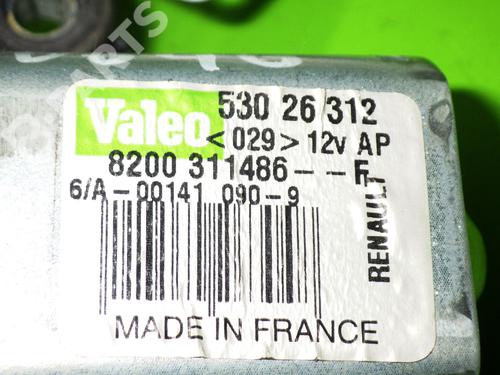 Valeo 530 26 312
<029> 12v AP
8200 311486--F
6/A-00141 090-9
RENAULT
MADE IN FRANCE